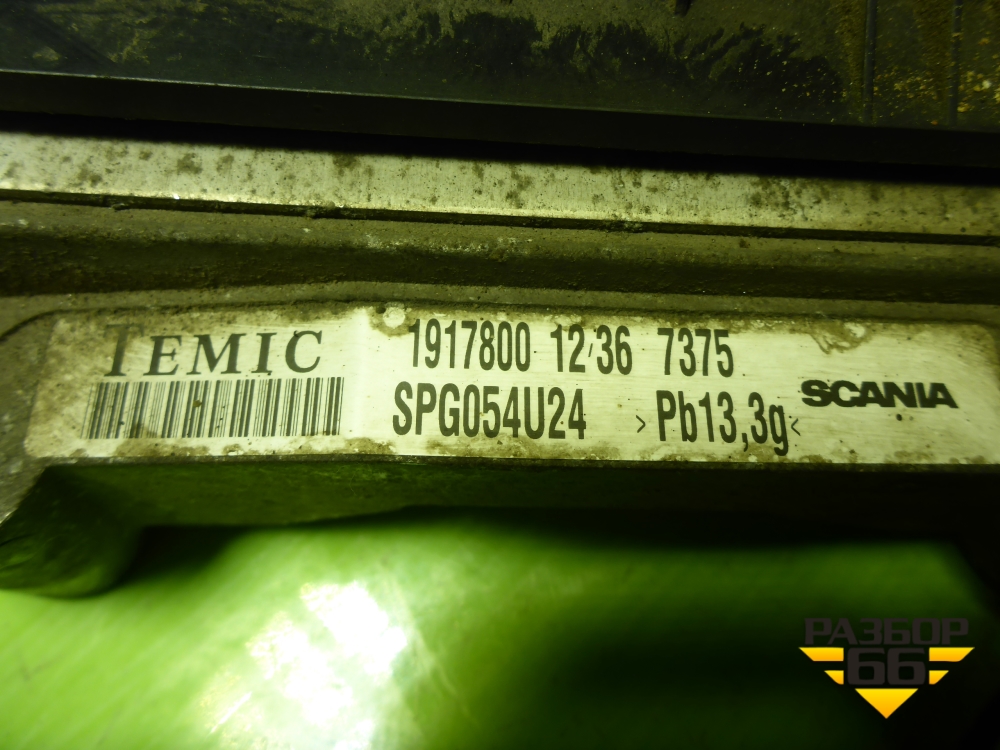 TEMIC
1917800 12/36 7375
SPG054U24 >Pb13,3g<
SCANIA
РАЗБОР
66